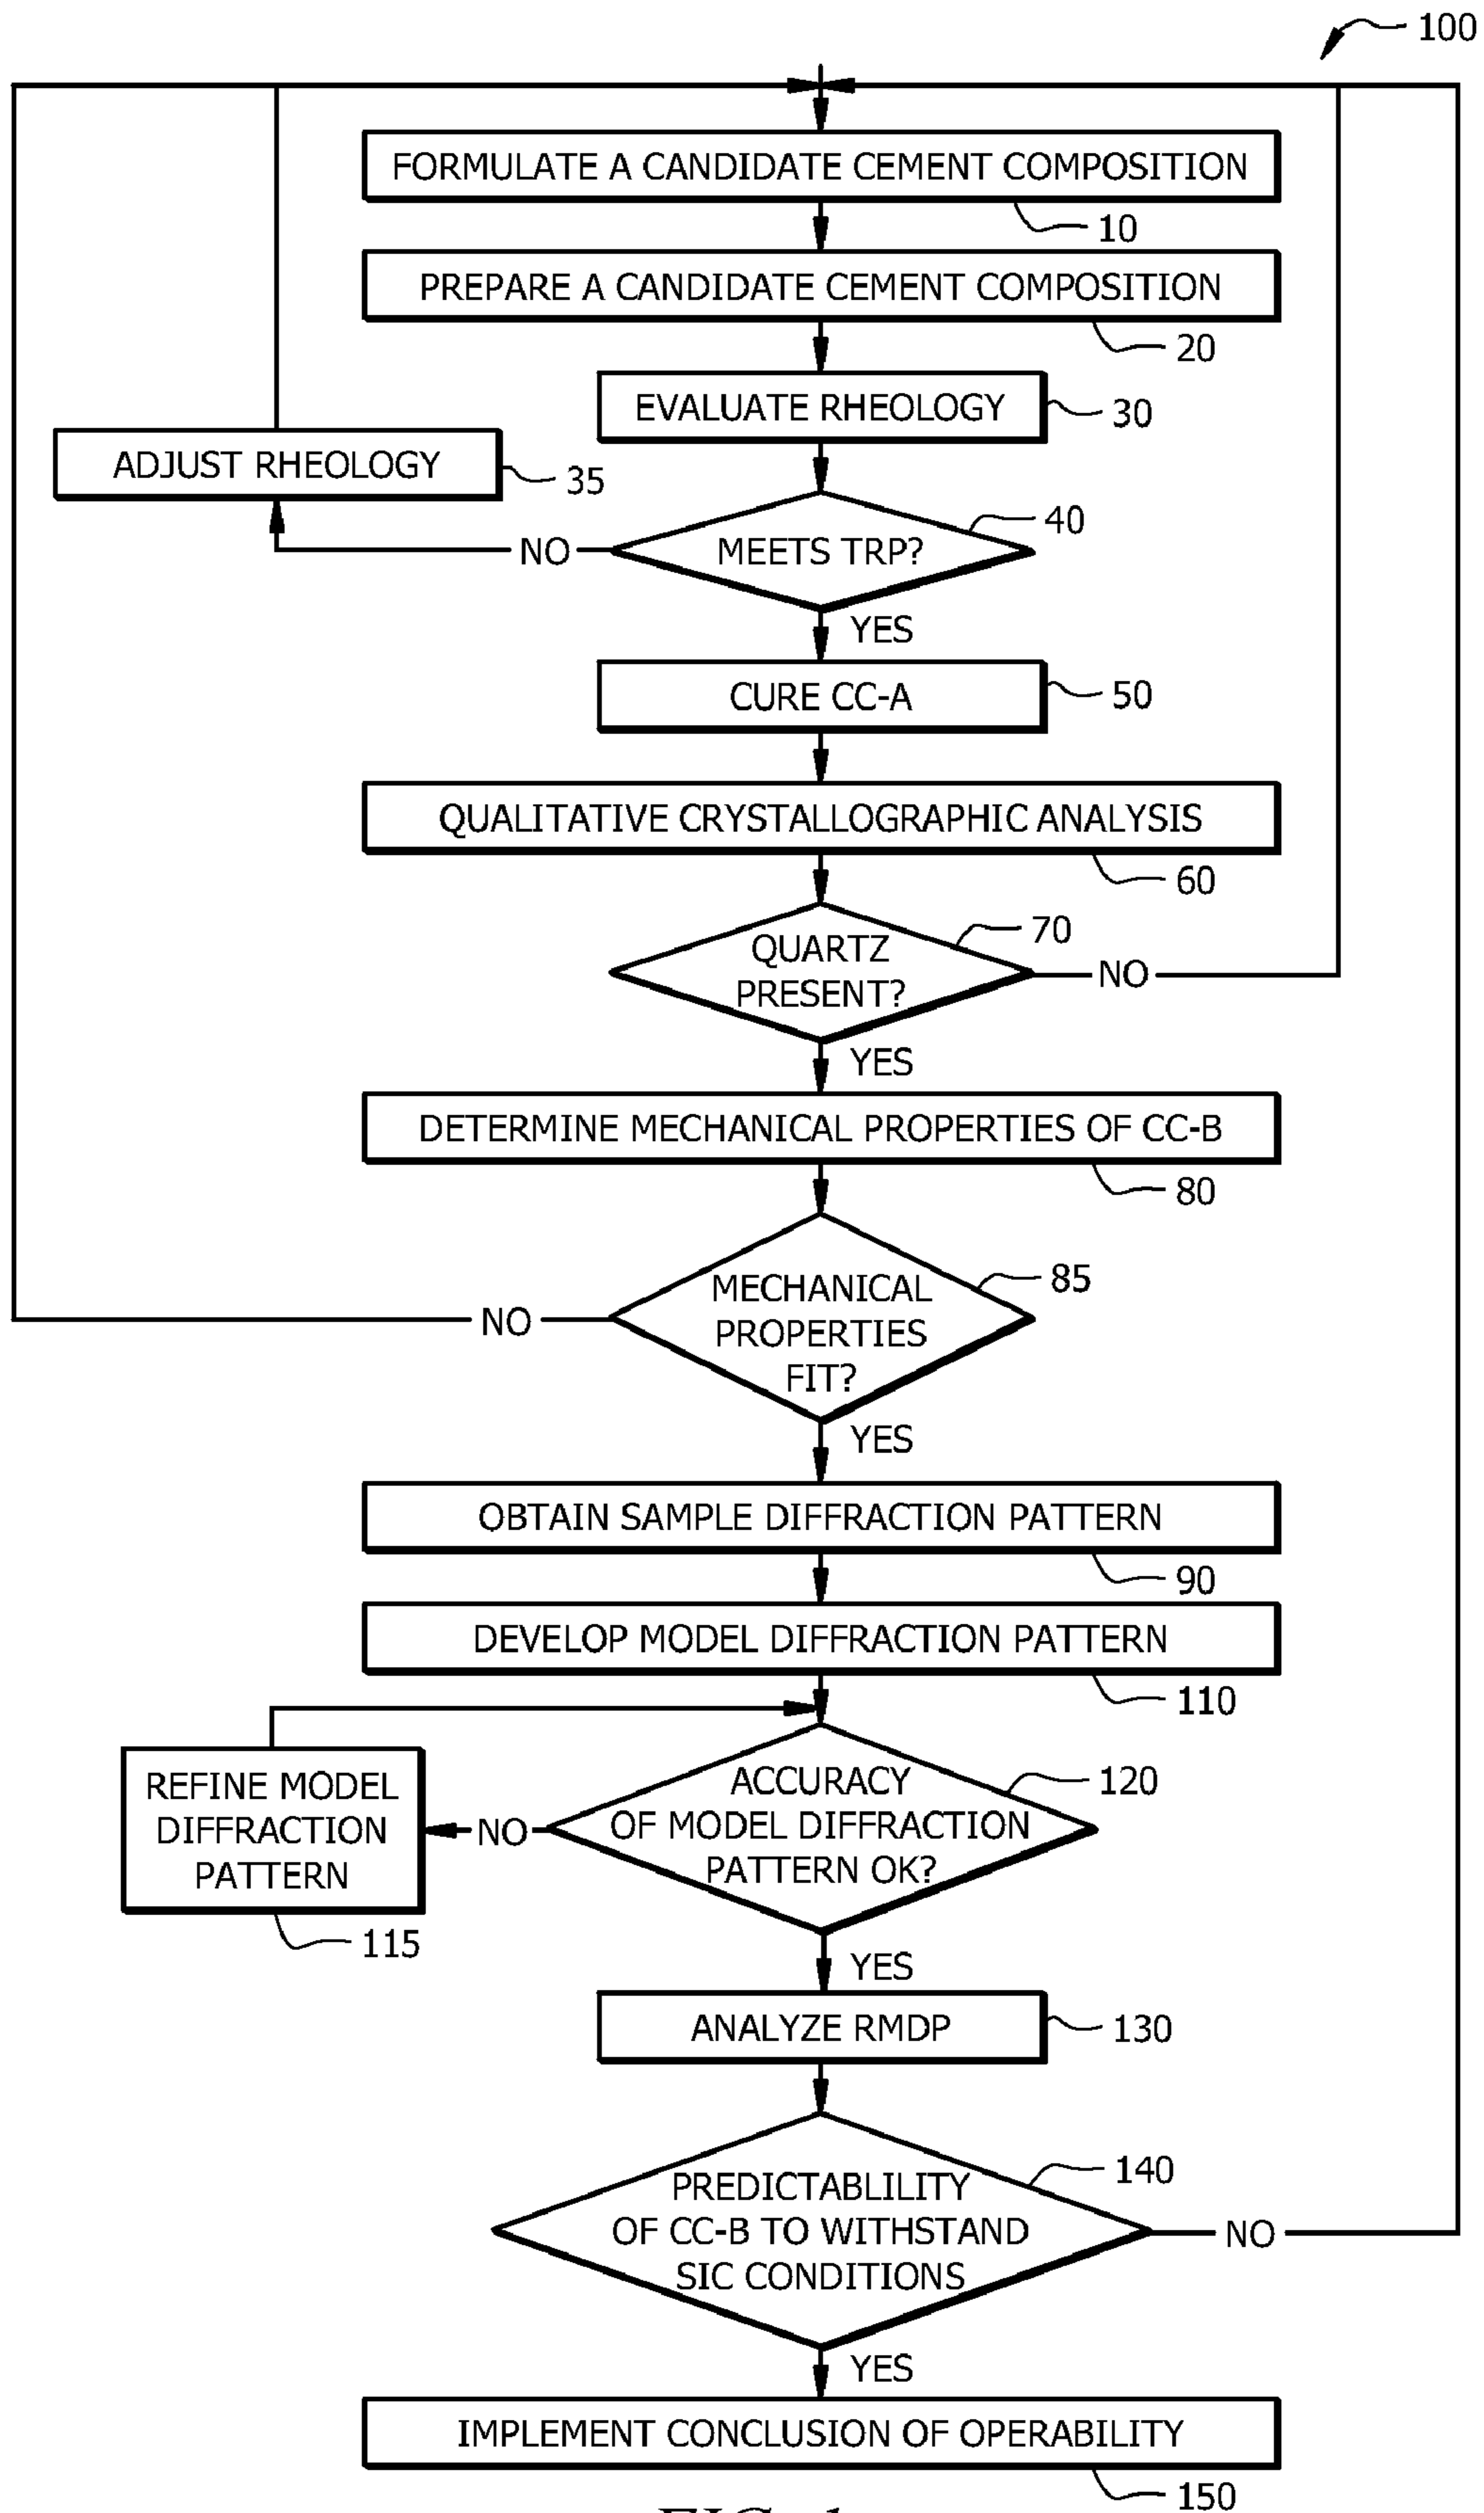 100
FORMULATE A CANDIDATE CEMENT COMPOSITION
10
PREPARE A CANDIDATE CEMENT COMPOSITION
20
EVALUATE RHEOLOGY
30
ADJUST RHEOLOGY
35
MEETS TRP?
40
NO
YES
CURE CC-A
50
QUALITATIVE CRYSTALLOGRAPHIC ANALYSIS
60
QUARTZ
PRESENT?
70
NO
YES
DETERMINE MECHANICAL PROPERTIES OF CC-B
80
MECHANICAL
PROPERTIES
FIT?
85
NO
YES
OBTAIN SAMPLE DIFFRACTION PATTERN
90
DEVELOP MODEL DIFFRACTION PATTERN
110
ACCURACY
OF MODEL DIFFRACTION
PATTERN OK?
120
NO
REFINE MODEL
DIFFRACTION
PATTERN
115
YES
ANALYZE RMDP
130
PREDICTABLILITY
OF CC-B TO WITHSTAND
SIC CONDITIONS
140
NO
YES
IMPLEMENT CONCLUSION OF OPERABILITY
150